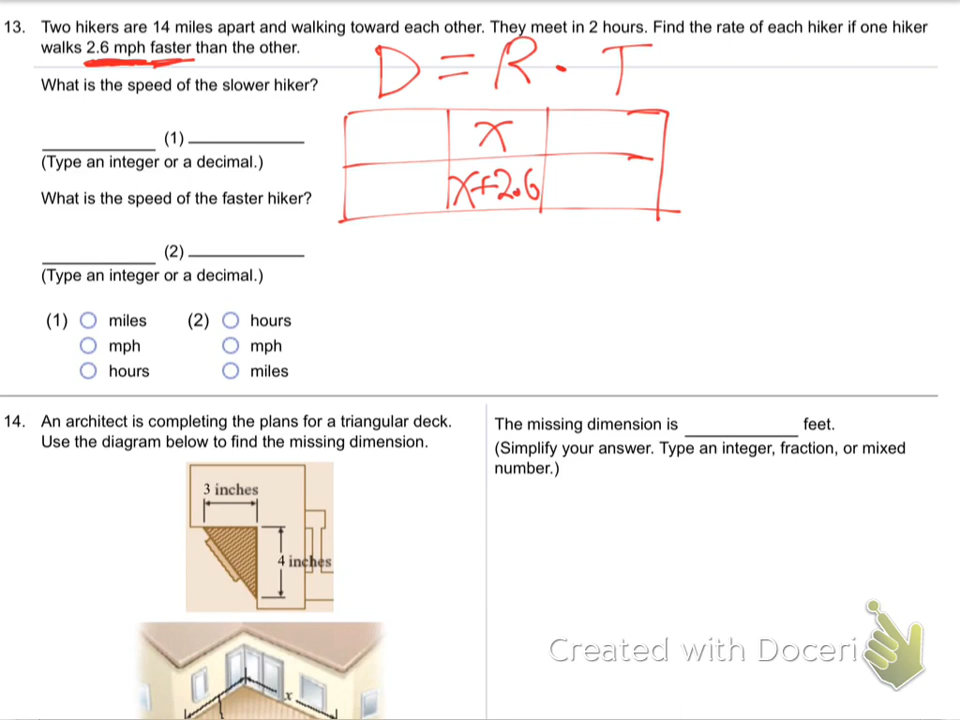 13. Two hikers are 14 miles apart and walking toward each other. They meet in 2 hours. Find the rate of each hiker if one hiker
walks 2.6 mph faster than the other.
D = R · T
What is the speed of the slower hiker?
x
(1)
(Type an integer or a decimal.)
x+2.6
What is the speed of the faster hiker?
(2)
(Type an integer or a decimal.)
(1) miles (2) hours
mph mph
hours miles
14. An architect is completing the plans for a triangular deck.
Use the diagram below to find the missing dimension.
3 inches
4 inches
x
The missing dimension is feet.
(Simplify your answer. Type an integer, fraction, or mixed
number.)
Created with Doceri